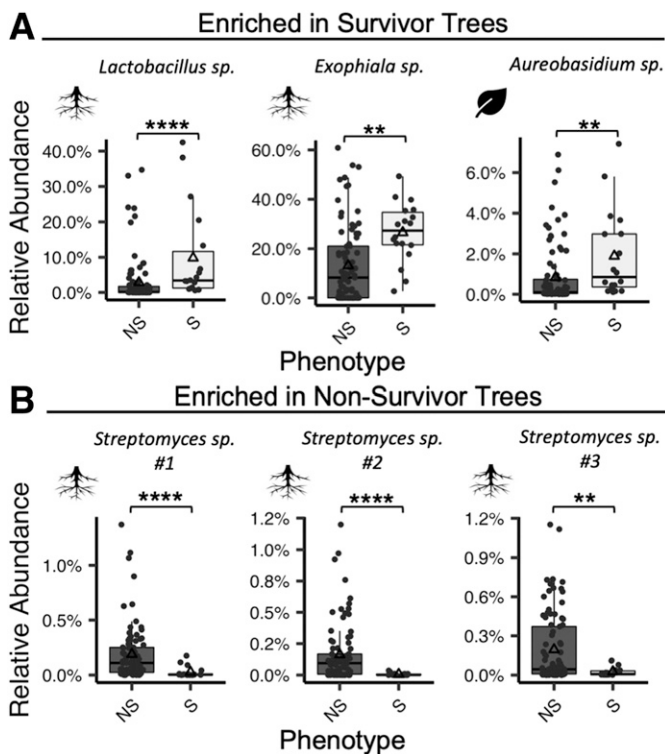 A Enriched in Survivor Trees
Lactobacillus sp. Exophiala sp. Aureobasidium sp.
**** ** **
Relative Abundance
40.0%
30.0%
20.0%
10.0%
0.0%
NS S
60.0%
40.0%
20.0%
0.0%
NS S
6.0%
4.0%
2.0%
0.0%
NS S
Phenotype
B Enriched in Non-Survivor Trees
Streptomyces sp. Streptomyces sp. Streptomyces sp.
#1 #2 #3
**** **** **
Relative Abundance
1.0%
0.5%
0.0%
NS S
1.2%
1.0%
0.8%
0.5%
0.2%
0.0%
NS S
1.2%
0.9%
0.6%
0.3%
0.0%
NS S
Phenotype